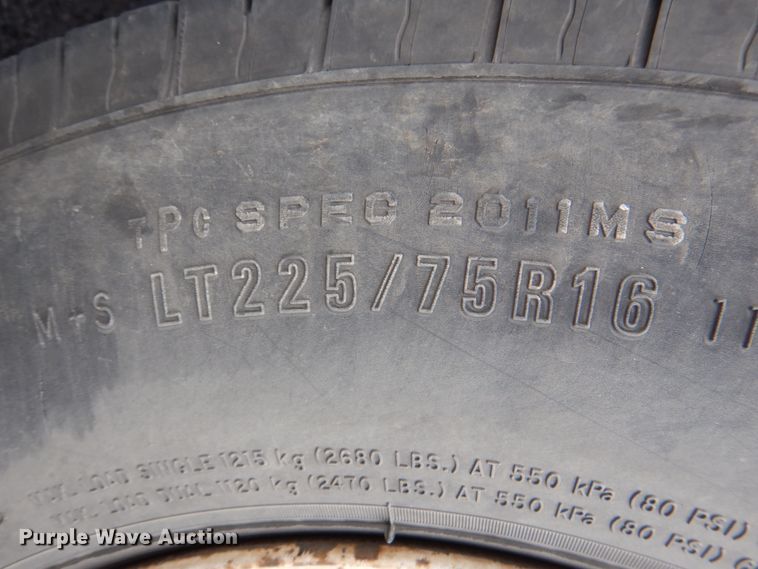 TPC SPEC 2011MS
M+S LT225/75R16 11
MAX. LOAD SINGLE 1215 kg (2680 LBS.) AT 550 kPa (80 PSI)
MAX. LOAD DUAL 1120 kg (2470 LBS.) AT 550 kPa (80 PSI)
Purple Wave Auction